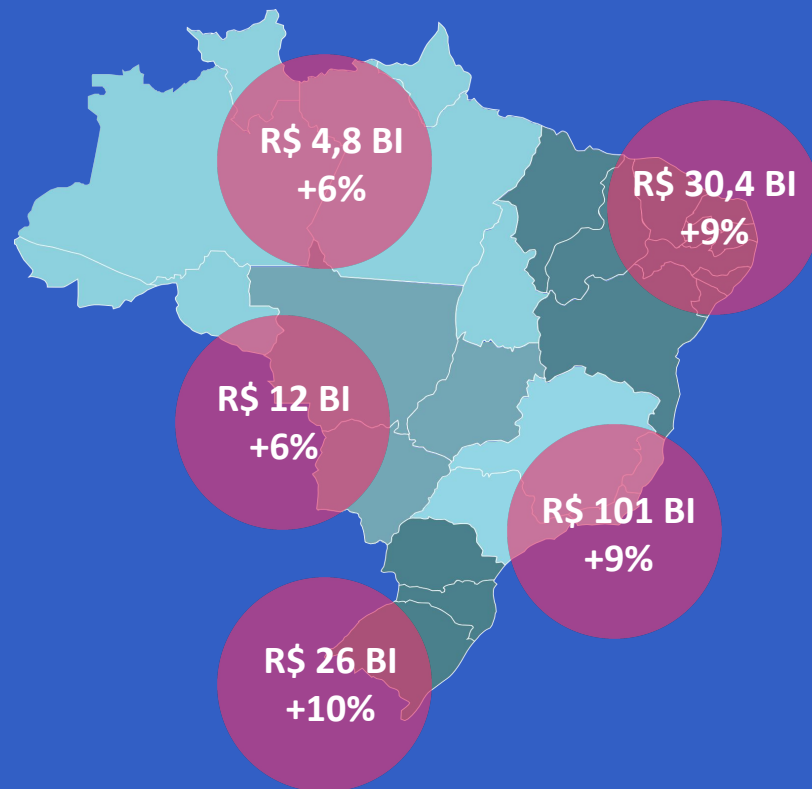 R$ 4,8 BI
+6%
R$ 30,4 BI
+9%
R$ 12 BI
+6%
R$ 101 BI
+9%
R$ 26 BI
+10%